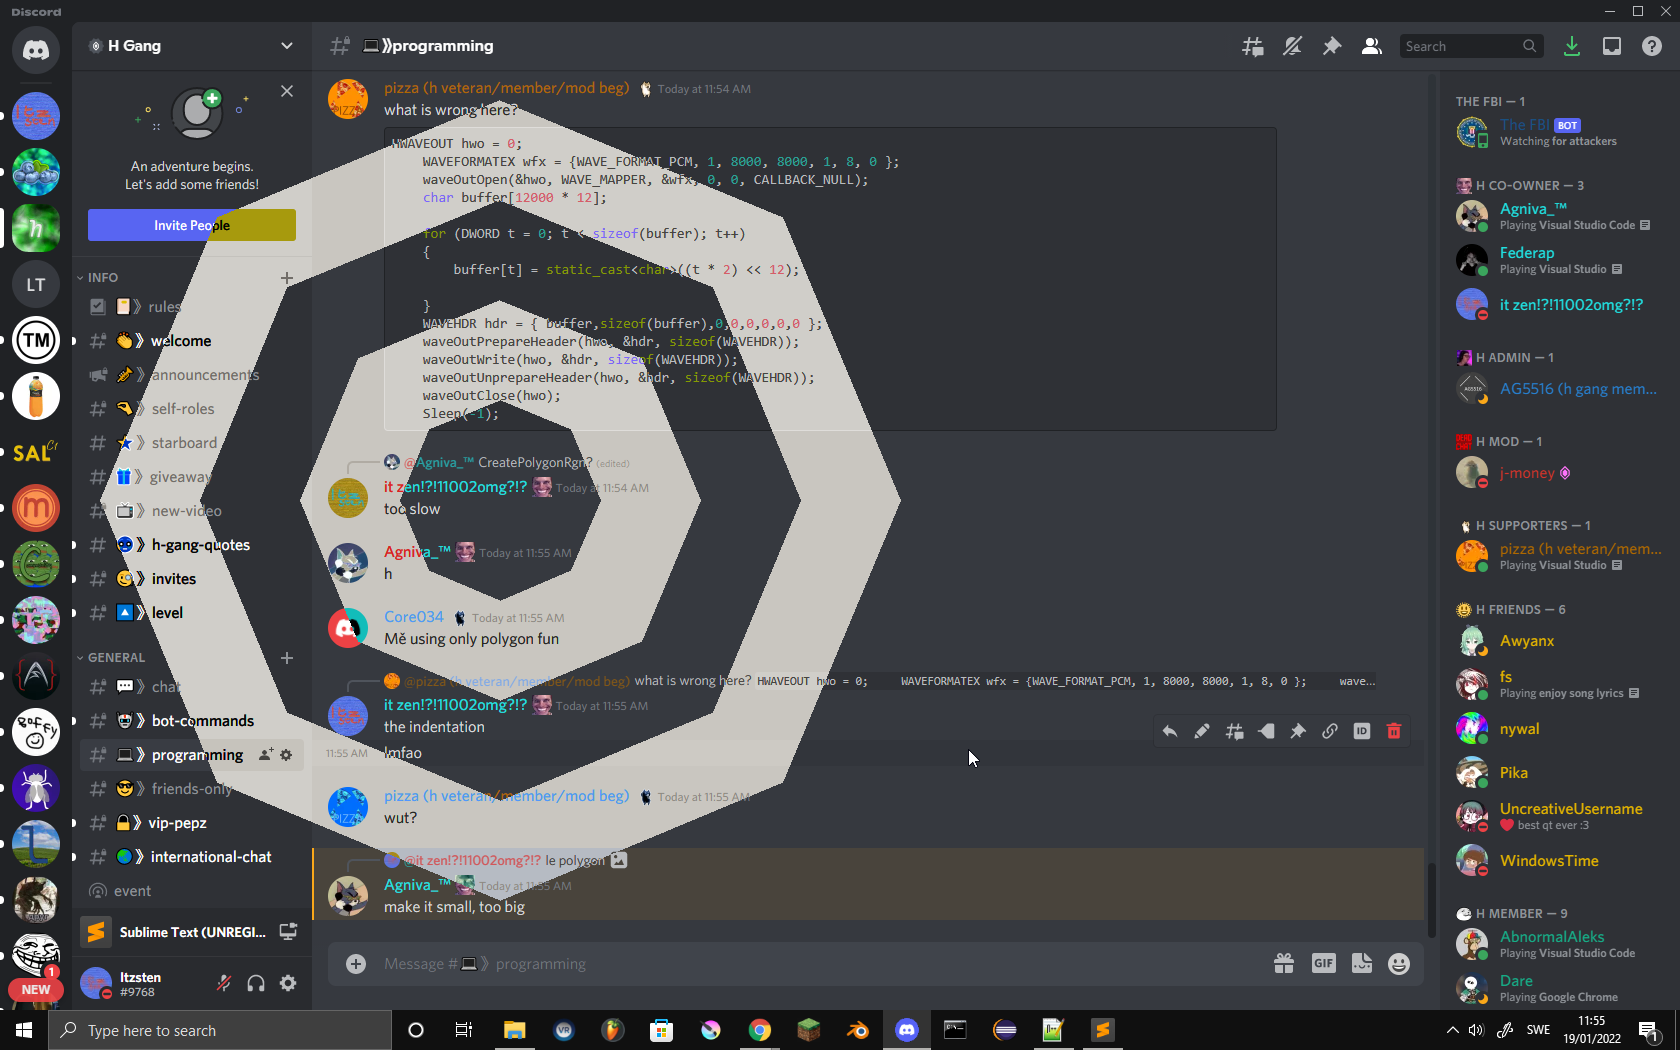 Discord
H Gang
💻》programming
Search
An adventure begins.
Let's add some friends!
Invite People
INFO
rules
welcome
announcements
self-roles
starboard
giveaway
new-video
h-gang-quotes
invites
level
GENERAL
chat
bot-commands
programming
friends-only
vip-pepz
international-chat
event
Sublime Text (UNREGI...
Itzsten
#9768
LT
TM
SAL C1
Baffy
1
NEW
pizza (h veteran/member/mod beg) Today at 11:54 AM
what is wrong here?
HWAVEOUT hwo = 0;
WAVEFORMATEX wfx = {WAVE_FORMAT_PCM, 1, 8000, 8000, 1, 8, 0 };
waveOutOpen(&hwo, WAVE_MAPPER, &wfx, 0, 0, CALLBACK_NULL);
char buffer[12000 * 12];
for (DWORD t = 0; t < sizeof(buffer); t++)
{
buffer[t] = static_cast<char>((t * 2) << 12);
}
WAVEHDR hdr = { buffer,sizeof(buffer),0,0,0,0,0,0 };
waveOutPrepareHeader(hwo, &hdr, sizeof(WAVEHDR));
waveOutWrite(hwo, &hdr, sizeof(WAVEHDR));
waveOutUnprepareHeader(hwo, &hdr, sizeof(WAVEHDR));
waveOutClose(hwo);
Sleep(-1);
@Agniva_™ CreatePolygonRgn? (edited)
it zen!?!11002omg?!? Today at 11:54 AM
too slow
Agniva_™ Today at 11:55 AM
h
Core034 Today at 11:55 AM
Mě using only polygon fun
@pizza (h veteran/member/mod beg) what is wrong here? HWAVEOUT hwo = 0; WAVEFORMATEX wfx = {WAVE_FORMAT_PCM, 1, 8000, 8000, 1, 8, 0 }; wave...
it zen!?!11002omg?!? Today at 11:55 AM
the indentation
11:55 AM lmfao
pizza (h veteran/member/mod beg) Today at 11:55 AM
wut?
@it zen!?!11002omg?!? le polygon
Agniva_™ Today at 11:55 AM
make it small, too big
Message #💻》programming
GIF
ID
THE FBI — 1
The FBI BOT
Watching for attackers
H CO-OWNER — 3
Agniva_™
Playing Visual Studio Code
Federap
Playing Visual Studio
it zen!?!11002omg?!?
H ADMIN — 1
AG5516 (h gang mem...
H MOD — 1
j-money
H SUPPORTERS — 1
pizza (h veteran/mem...
Playing Visual Studio
H FRIENDS — 6
Awyanx
fs
Playing enjoy song lyrics
nywal
Pika
UncreativeUsername
best qt ever :3
WindowsTime
H MEMBER — 9
AbnormalAleks
Playing Visual Studio Code
Dare
Playing Google Chrome
Type here to search
VR
SWE
11:55
19/01/2022
1